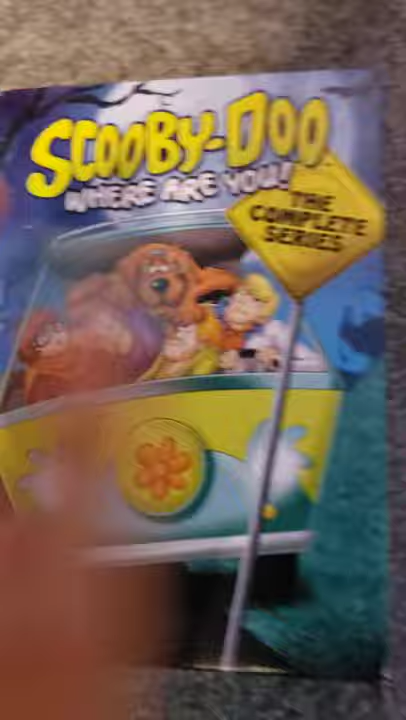 SCOOBY-DOO
WHERE ARE YOU!
THE
COMPLETE
SERIES